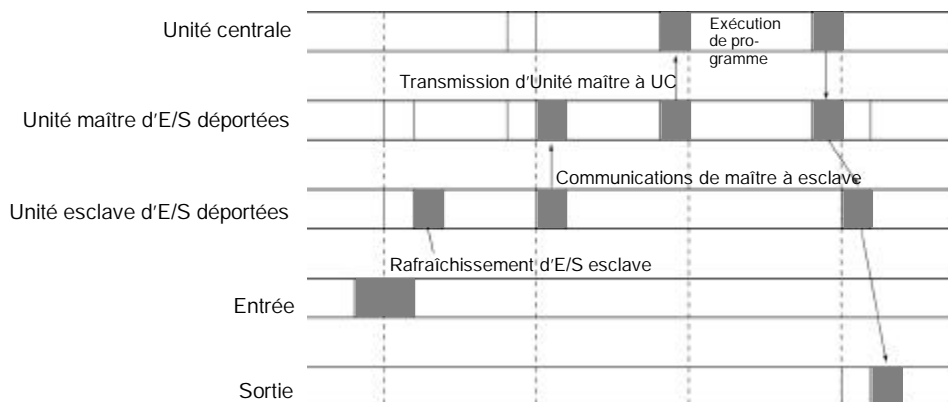 Unité centrale
Exécution
de pro-
gramme
Transmission d'Unité maître à UC
Unité maître d'E/S déportées
Communications de maître à esclave
Unité esclave d'E/S déportées
Rafraîchissement d'E/S esclave
Entrée
Sortie